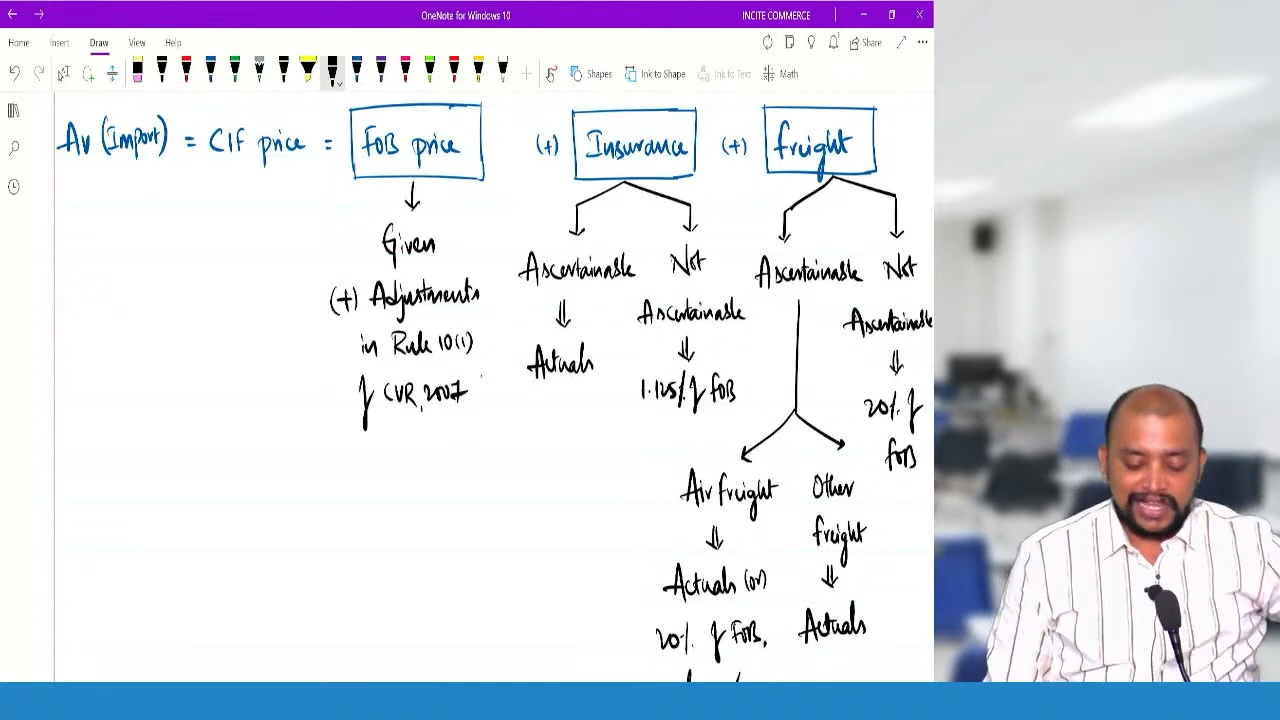 OneNote for Windows 10
INCITE COMMERCE
Home Insert Draw View Help
Share
Shapes Ink to Shape Ink to Text Math
AV (Import) = CIF price = FOB price (+) Insurance (+) freight
Given
(+) Adjustments
in Rule 10(1)
of CVR, 2007
Ascertainable
Actuals
Not
Ascertainable
1.125% of FOB
Ascertainable
Not
Ascertainable
20% of
FOB
Air freight
Actuals (or)
20% of FOB,
Other
freight
Actuals